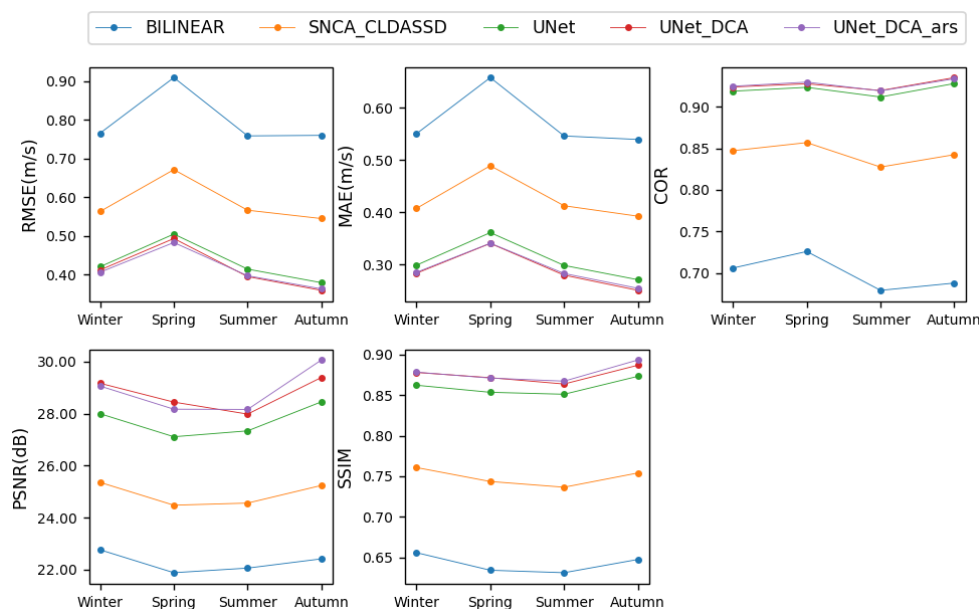 BILINEAR SNCA_CLDASSD UNet UNet_DCA UNet_DCA_ars
RMSE(m/s)
0.90
0.80
0.70
0.60
0.50
0.40
Winter Spring Summer Autumn
MAE(m/s)
0.60
0.50
0.40
0.30
Winter Spring Summer Autumn
COR
0.90
0.85
0.80
0.75
0.70
Winter Spring Summer Autumn
PSNR(dB)
30.00
28.00
26.00
24.00
22.00
Winter Spring Summer Autumn
SSIM
0.90
0.85
0.80
0.75
0.70
0.65
Winter Spring Summer Autumn